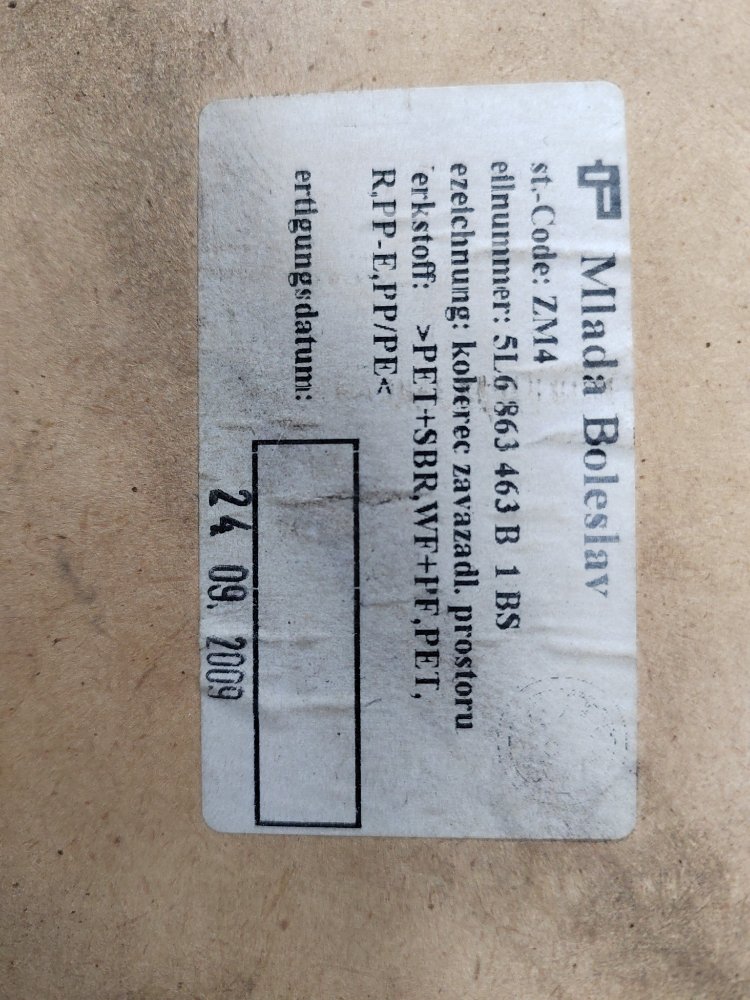 Mlada Boleslav
st.-Code: ZM4
eilnummer: 5L6 863 463 B 1 BS
ezeichnung: koberec zavazadl. prostoru
erkstoff: >PET+SBR,WF+PF,PET,
R,PP-E,PP/PE<
ertigungsdatum:
24 09. 2009